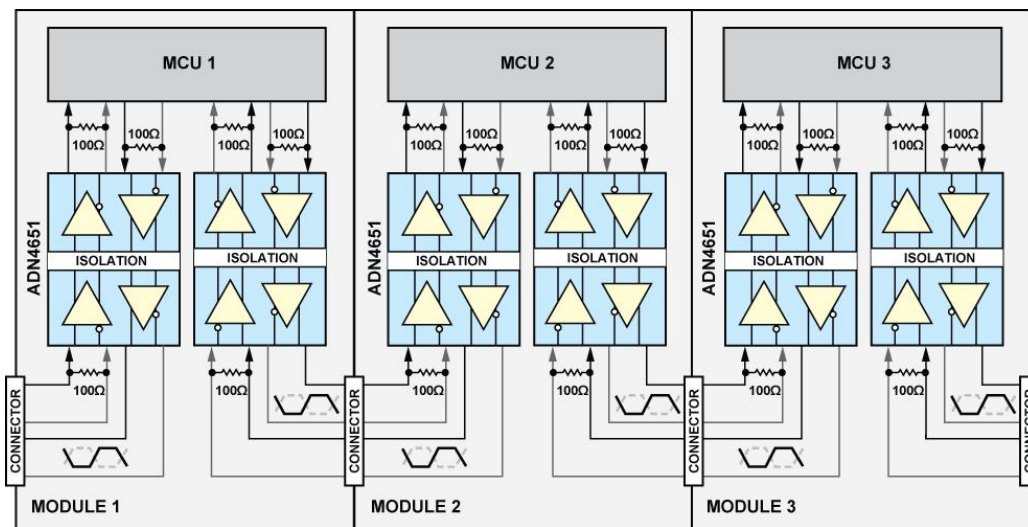 MCU 1
MCU 2
MCU 3
100Ω
100Ω
100Ω
100Ω
100Ω
100Ω
100Ω
100Ω
100Ω
100Ω
100Ω
100Ω
ADN4651
ISOLATION
ISOLATION
ADN4651
ISOLATION
ISOLATION
ADN4651
ISOLATION
ISOLATION
100Ω
100Ω
100Ω
100Ω
100Ω
100Ω
CONNECTOR
CONNECTOR
CONNECTOR
CONNECTOR
MODULE 1
MODULE 2
MODULE 3